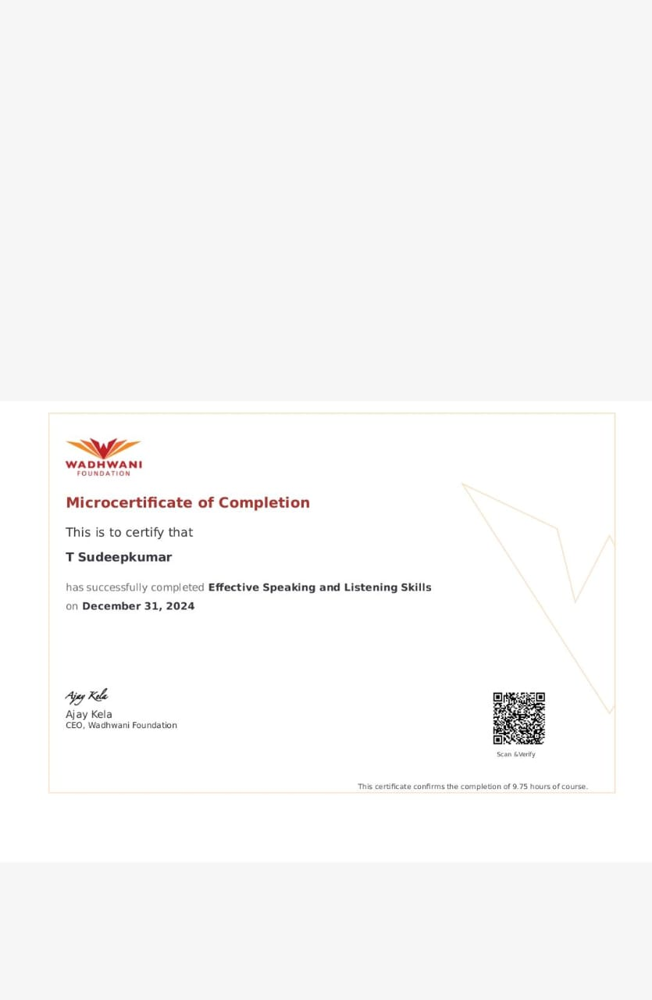 WADHWANI
FOUNDATION
Microcertificate of Completion
This is to certify that
T Sudeepkumar
has successfully completed Effective Speaking and Listening Skills
on December 31, 2024
Ajay Kela
Ajay Kela
CEO, Wadhwani Foundation
Scan &Verify
This certificate confirms the completion of 9.75 hours of course.